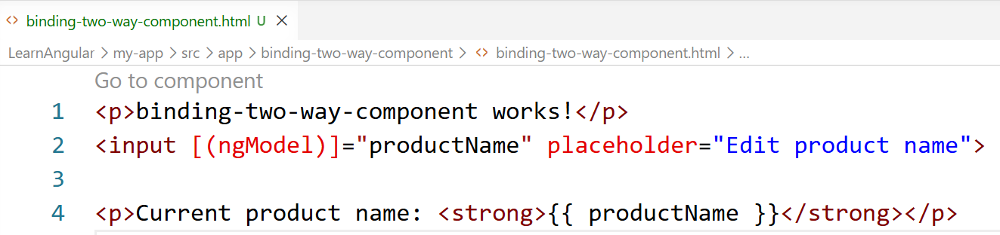 binding-two-way-component.html U
LearnAngular > my-app > src > app > binding-two-way-component > binding-two-way-component.html > ...
Go to component
1 <p>binding-two-way-component works!</p>
2 <input [(ngModel)]="productName" placeholder="Edit product name">
3
4 <p>Current product name: <strong>{{ productName }}</strong></p>